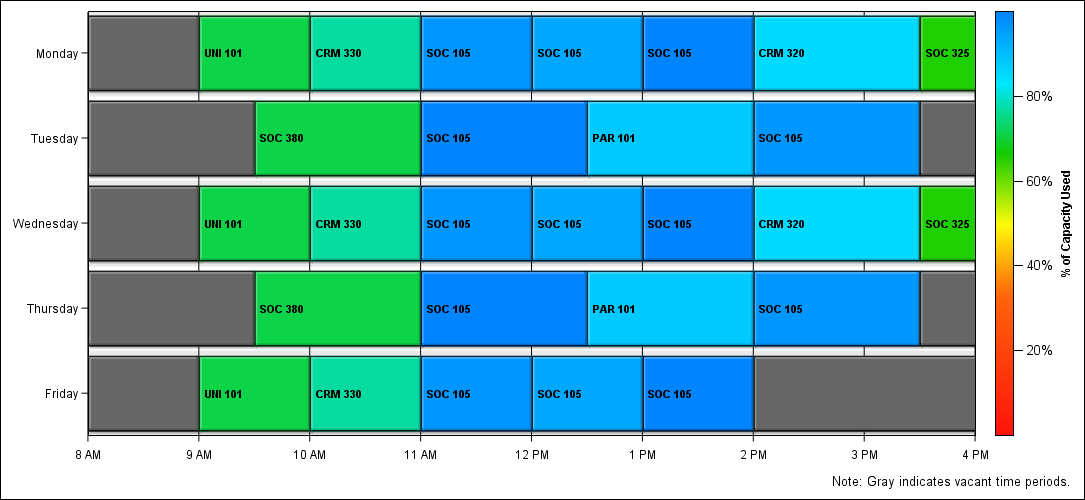 Monday UNI 101 CRM 330 SOC 105 SOC 105 SOC 105 CRM 320 SOC 325
Tuesday SOC 380 SOC 105 PAR 101 SOC 105
Wednesday UNI 101 CRM 330 SOC 105 SOC 105 SOC 105 CRM 320 SOC 325
Thursday SOC 380 SOC 105 PAR 101 SOC 105
Friday UNI 101 CRM 330 SOC 105 SOC 105 SOC 105
8 AM 9 AM 10 AM 11 AM 12 PM 1 PM 2 PM 3 PM 4 PM
80%
60%
40%
20%
% of Capacity Used
Note: Gray indicates vacant time periods.